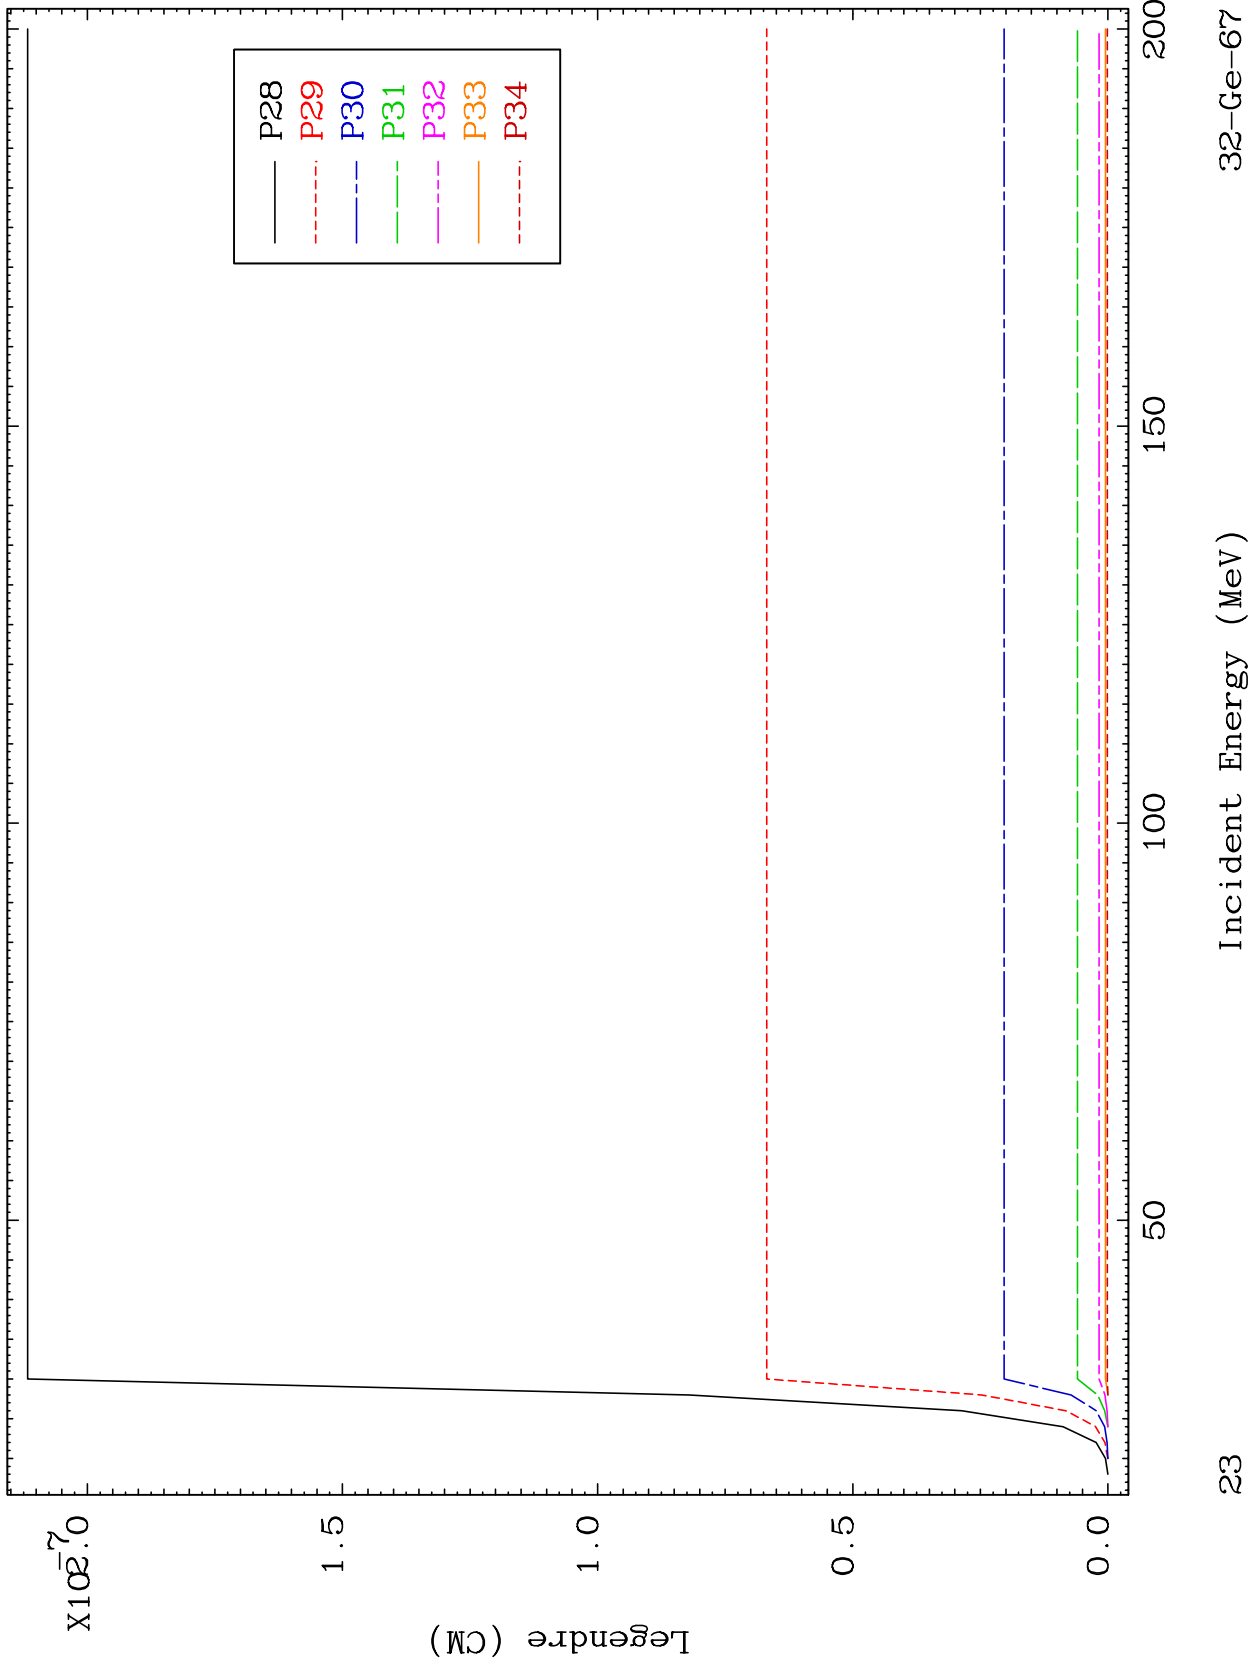 X10-7
2.0
1.5
1.0
0.5
0.0
Legendre (CM)
P28
P29
P30
P31
P32
P33
P34
50
100
150
200
Incident Energy (MeV)
23
32-Ge-67